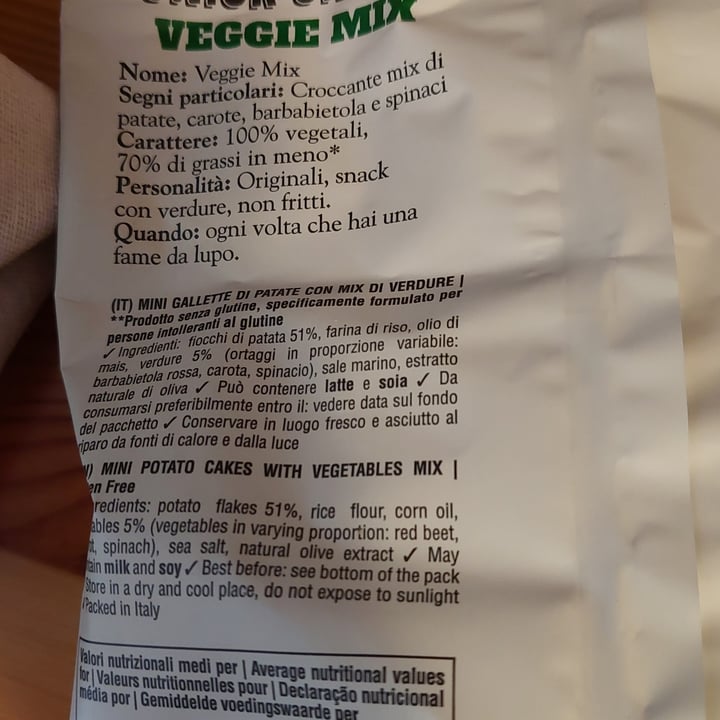 VEGGIE MIX
Nome: Veggie Mix
Segni particolari: Croccante mix di
patate, carote, barbabietola e spinaci
Carattere: 100% vegetali,
70% di grassi in meno*
Personalità: Originali, snack
con verdure, non fritti.
Quando: ogni volta che hai una
fame da lupo.
(IT) MINI GALLETTE DI PATATE CON MIX DI VERDURE |
**Prodotto senza glutine, specificamente formulato per
persone intolleranti al glutine
✓ Ingredienti: fiocchi di patata 51%, farina di riso, olio di
mais, verdure 5% (ortaggi in proporzione variabile:
barbabietola rossa, carota, spinacio), sale marino, estratto
naturale di oliva ✓ Può contenere latte e soia ✓ Da
consumarsi preferibilmente entro il: vedere data sul fondo
del pacchetto ✓ Conservare in luogo fresco e asciutto al
riparo da fonti di calore e dalla luce
) MINI POTATO CAKES WITH VEGETABLES MIX |
en Free
redients: potato flakes 51%, rice flour, corn oil,
ables 5% (vegetables in varying proportion: red beet,
t, spinach), sea salt, natural olive extract ✓ May
ain milk and soy ✓ Best before: see bottom of the pack
Store in a dry and cool place, do not expose to sunlight
Packed in Italy
Valori nutrizionali medi per | Average nutritional values
for | Valeurs nutritionnelles pour | Declaração nutricional
média por | Gemiddelde voedingswaarde per